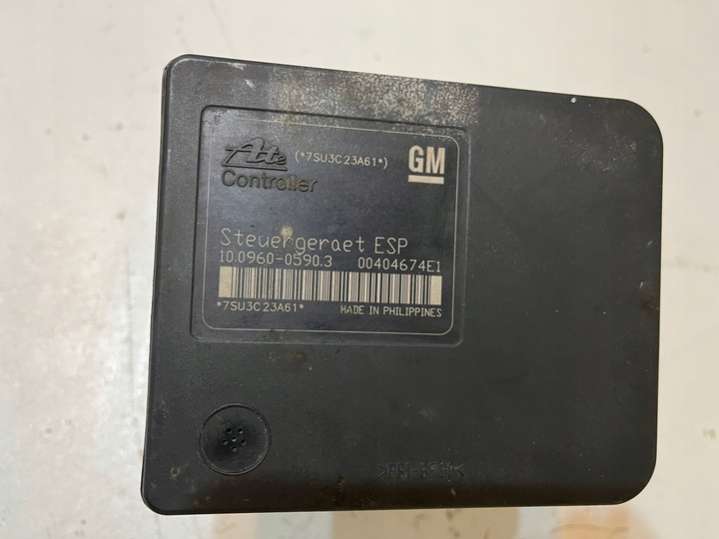 Ate (*7SU3C23A61*) GM
Controller
Steuergeraet ESP
10.0960-0590.3 00404674E1
*7SU3C23A61* MADE IN PHILIPPINES